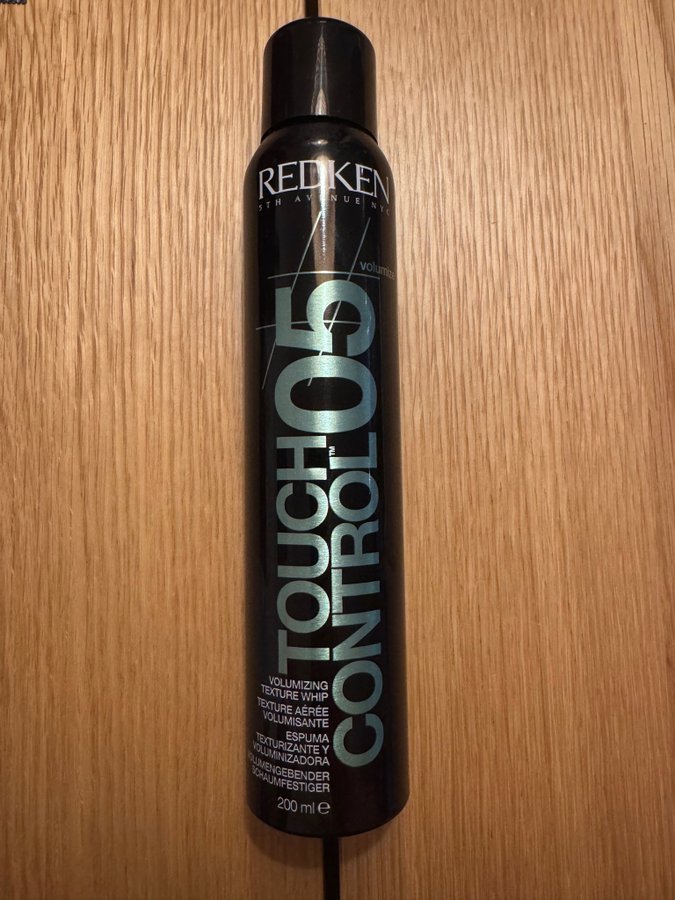 REDKEN
5TH AVENUE NYC
volumize
TOUCH
CONTROL™
05
VOLUMIZING
TEXTURE WHIP
TEXTURE AÉRÉE
VOLUMISANTE
ESPUMA
TEXTURIZANTE Y
VOLUMINIZADORA
VOLUMENGEBENDER
SCHAUMFESTIGER
200 ml ℮